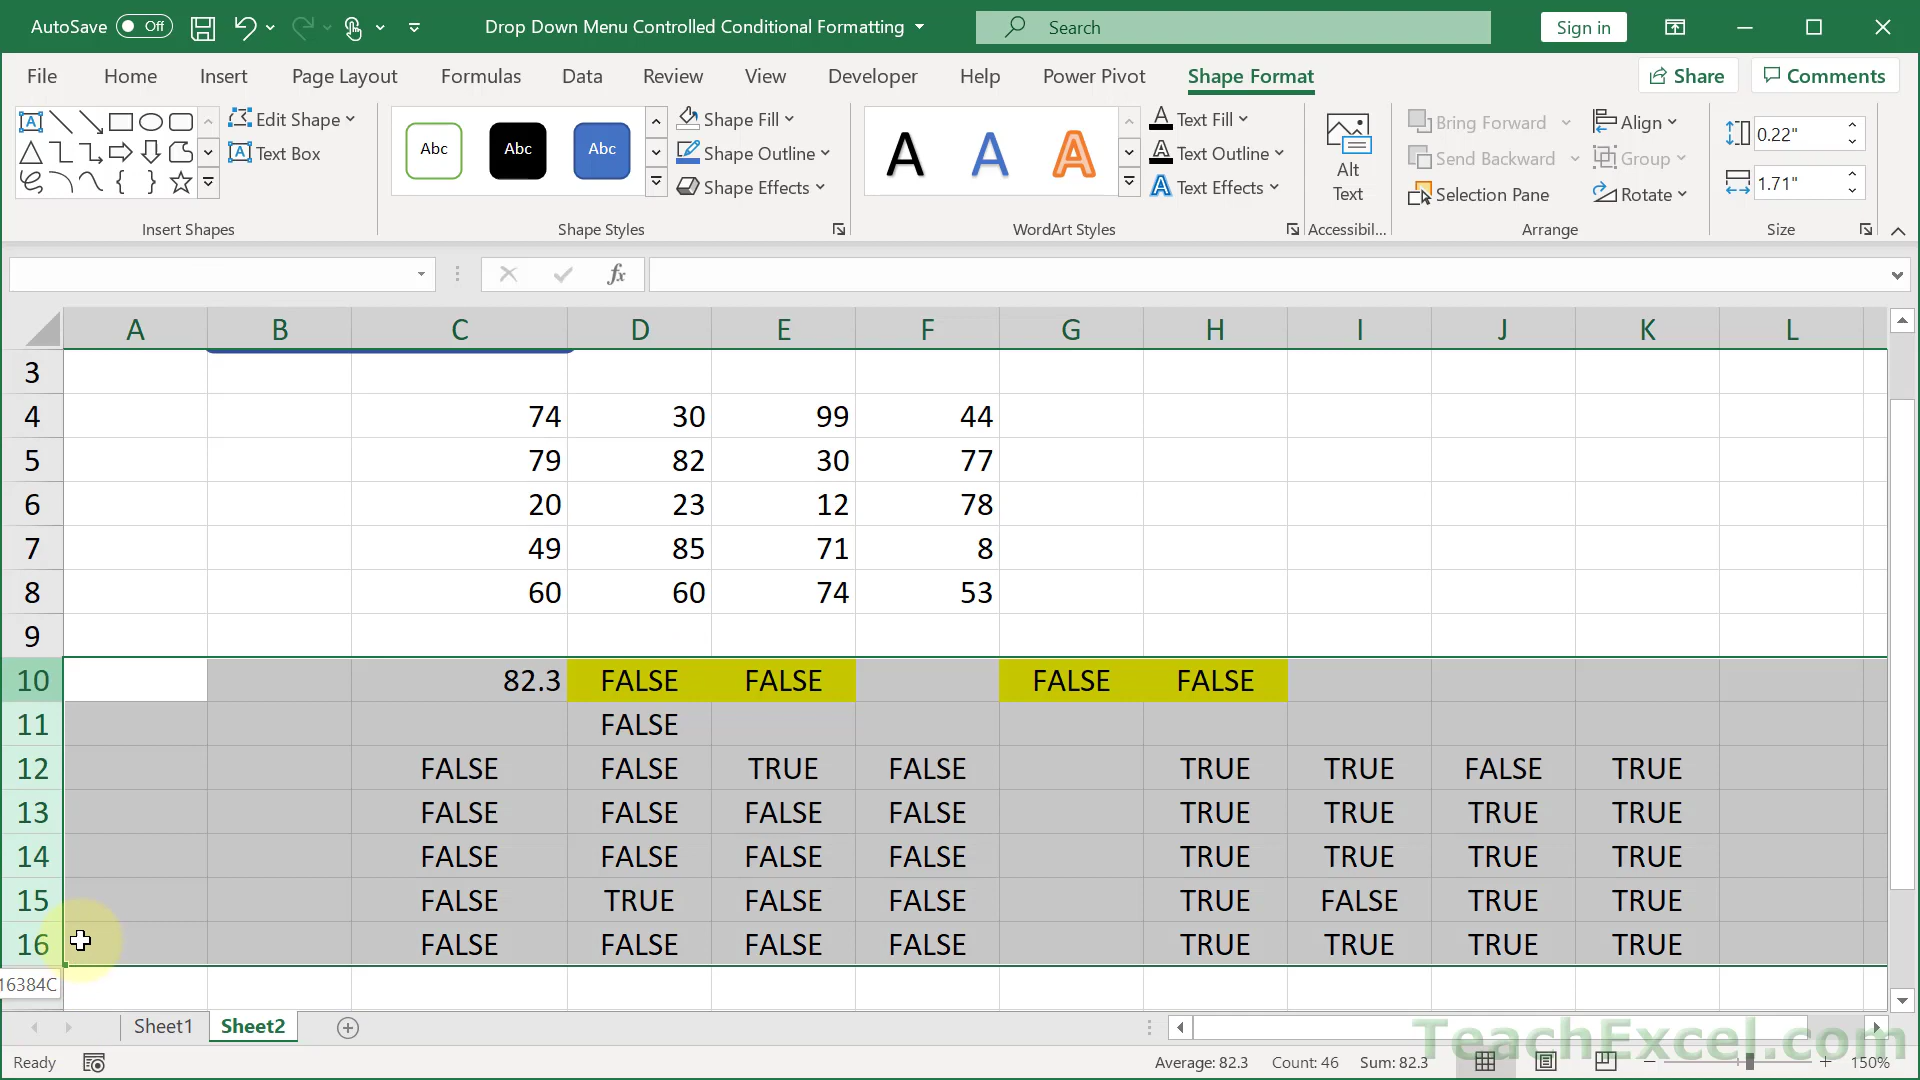 AutoSave Off Drop Down Menu Controlled Conditional Formatting Search Sign in
File Home Insert Page Layout Formulas Data Review View Developer Help Power Pivot Shape Format Share Comments
Edit Shape
Text Box
Insert Shapes
Abc Abc Abc
Shape Fill
Shape Outline
Shape Effects
Shape Styles
A A A
Text Fill
Text Outline
Text Effects
WordArt Styles
Alt
Text
Accessibil...
Bring Forward
Send Backward
Selection Pane
Align
Group
Rotate
Arrange
0.22"
1.71"
Size
fx
A B C D E F G H I J K L
3
4 74 30 99 44
5 79 82 30 77
6 20 23 12 78
7 49 85 71 8
8 60 60 74 53
9
10 82.3 FALSE FALSE FALSE FALSE
11 FALSE
12 FALSE FALSE TRUE FALSE TRUE TRUE FALSE TRUE
13 FALSE FALSE FALSE FALSE TRUE TRUE TRUE TRUE
14 FALSE FALSE FALSE FALSE TRUE TRUE TRUE TRUE
15 FALSE TRUE FALSE FALSE TRUE FALSE TRUE TRUE
16 FALSE FALSE FALSE FALSE TRUE TRUE TRUE TRUE
16384C
Sheet1 Sheet2
TeachExcel.com
Ready Average: 82.3 Count: 46 Sum: 82.3 150%